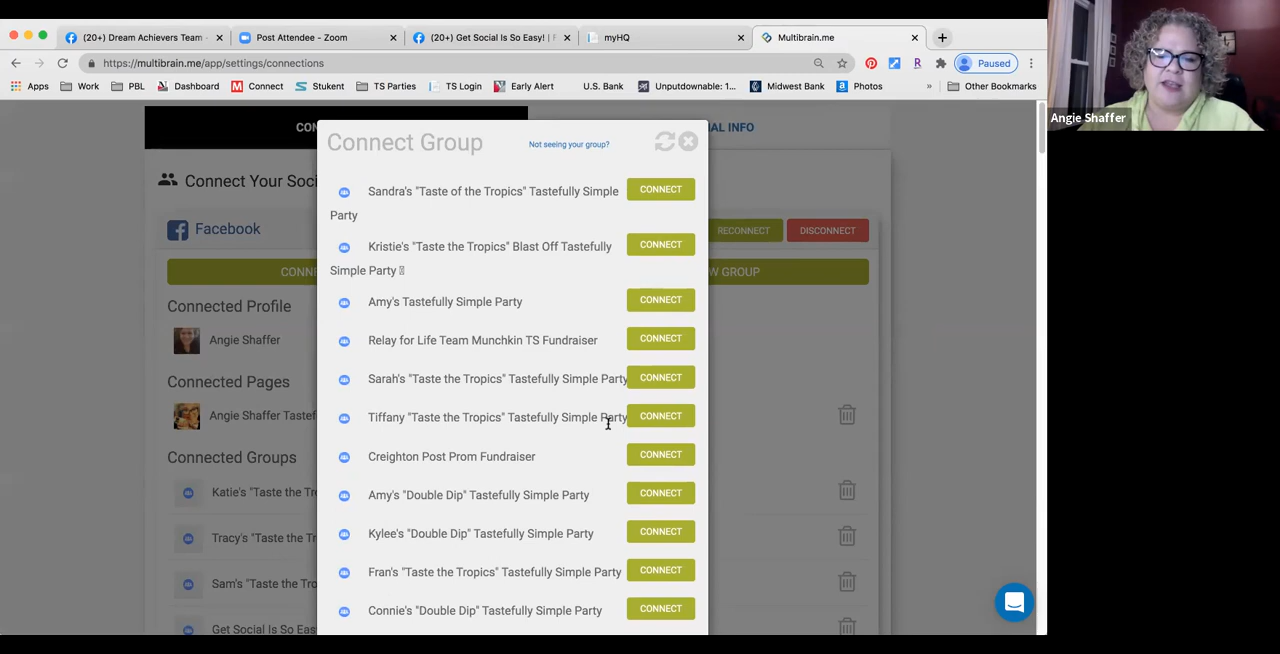 (20+) Dream Achievers Team - Post Attendee - Zoom (20+) Get Social Is So Easy! | F myHQ Multibrain.me
https://multibrain.me/app/settings/connections Paused
Apps Work PBL Dashboard Connect Stukent TS Parties TS Login Early Alert U.S. Bank Unputdownable: 1... Midwest Bank Photos » Other Bookmarks
Angie Shaffer
CON
AL INFO
Connect Group Not seeing your group?
Connect Your Soci
Sandra's "Taste of the Tropics" Tastefully Simple CONNECT
Party
Facebook
RECONNECT DISCONNECT
Kristie's "Taste the Tropics" Blast Off Tastefully CONNECT
Simple Party
CONNE
W GROUP
Connected Profile
Amy's Tastefully Simple Party CONNECT
Angie Shaffer
Relay for Life Team Munchkin TS Fundraiser CONNECT
Connected Pages
Sarah's "Taste the Tropics" Tastefully Simple Party CONNECT
Angie Shaffer Tastef
Tiffany "Taste the Tropics" Tastefully Simple Party CONNECT
Connected Groups
Creighton Post Prom Fundraiser CONNECT
Katie's "Taste the Tr
Amy's "Double Dip" Tastefully Simple Party CONNECT
Tracy's "Taste the Tr
Kylee's "Double Dip" Tastefully Simple Party CONNECT
Sam's "Taste the Tro
Fran's "Taste the Tropics" Tastefully Simple Party CONNECT
Get Social Is So Eas
Connie's "Double Dip" Tastefully Simple Party CONNECT